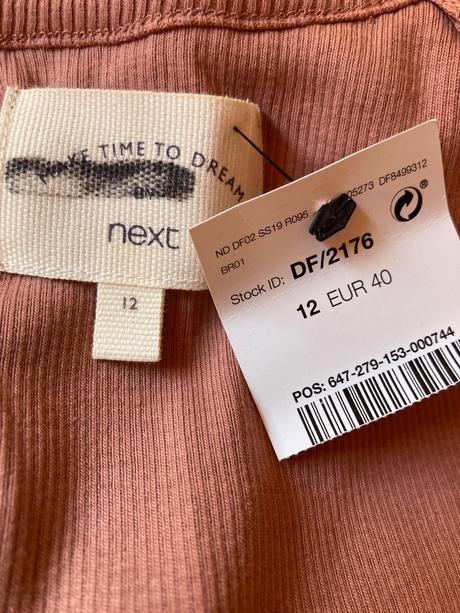 TIME TO DREAM
next
12
ND DF02 SS19 R095 05273 DF8499312
BR01
Stock ID: DF/2176
12 EUR 40
POS: 647-279-153-000744